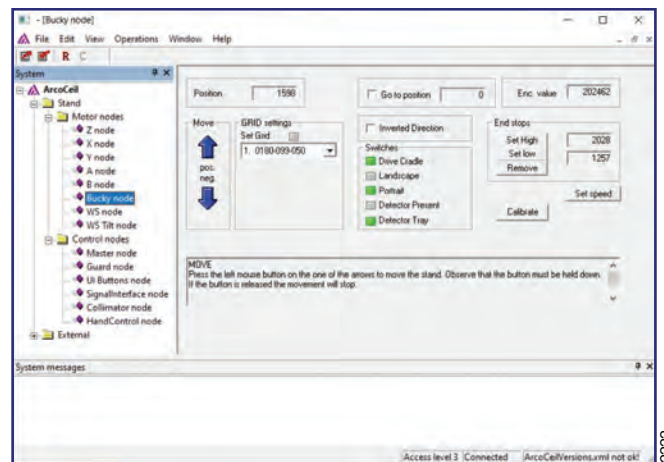 - [Bucky node]
File Edit View Operations Window Help
R C
System
ArcoCeil
Stand
Motor nodes
Z node
X node
Y node
A node
B node
Bucky node
WS node
WS Tilt node
Control nodes
Master node
Guard node
UI Buttons node
SignalInterface node
Collimator node
HandControl node
External
Position 1598
Go to position 0
Enc. value 202462
Move
pos.
neg.
GRID settings
Set Grid
1. 0180-099-050
Inverted Direction
Switches
Drive Cradle
Landscape
Portrait
Detector Present
Detector Tray
End stops
Set High 2028
Set low 1257
Remove
Set speed
Calibrate
MOVE
Press the left mouse button on the one of the arrows to move the stand. Observe that the button must be held down.
If the button is released the movement will stop.
System messages
Access level 3 Connected ArcoCeilVersions.xml not ok!